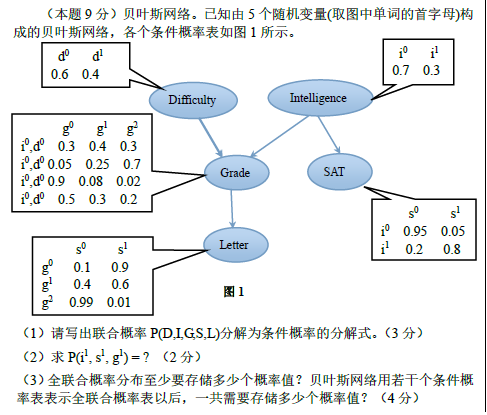 （本题 9 分）贝叶斯网络。已知由 5 个随机变量(取图中单词的首字母)构
成的贝叶斯网络，各个条件概率表如图 1 所示。
d⁰ d¹
0.6 0.4
i⁰ i¹
0.7 0.3
Difficulty
Intelligence
g⁰ g¹ g²
i⁰,d⁰ 0.3 0.4 0.3
i⁰,d⁰ 0.05 0.25 0.7
i⁰,d⁰ 0.9 0.08 0.02
i⁰,d⁰ 0.5 0.3 0.2
Grade
SAT
s⁰ s¹
i⁰ 0.95 0.05
i¹ 0.2 0.8
s⁰ s¹
g⁰ 0.1 0.9
g¹ 0.4 0.6
g² 0.99 0.01
Letter
图 1
（1）请写出联合概率 P(D,I,G,S,L)分解为条件概率的分解式。（3 分）
（2）求 P(i¹, s¹, g¹) =？（2 分）
（3）全联合概率分布至少要存储多少个概率值？贝叶斯网络用若干个条件概
率表表示全联合概率表以后，一共需要存储多少个概率值？（4 分）